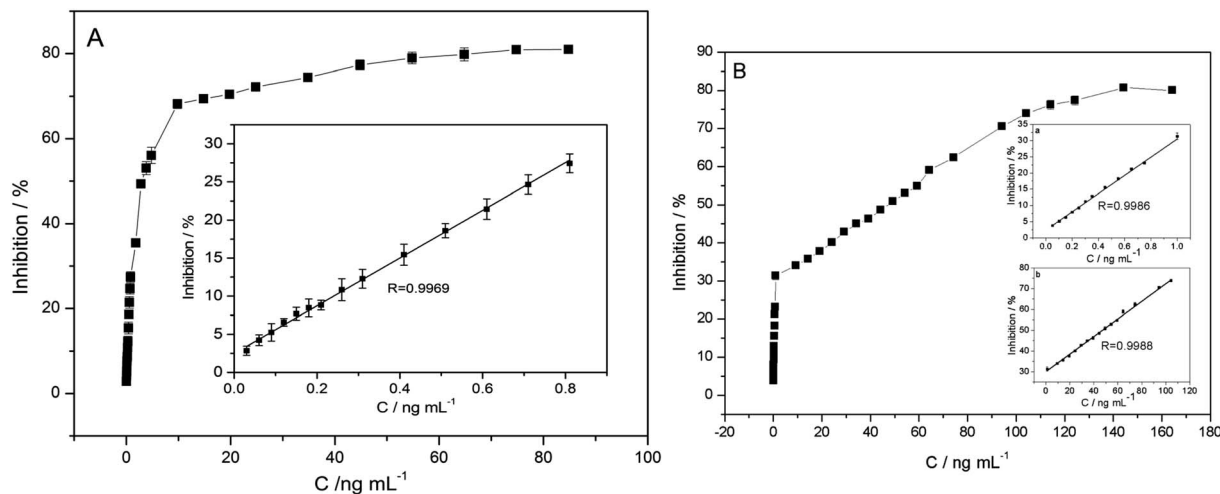 A
Inhibition / %
100
80
60
40
20
0
0 20 40 60 80 100
C /ng mL⁻¹
Inhibition / %
30
25
20
15
10
5
0
0.0 0.2 0.4 0.6 0.8
C / ng mL⁻¹
R=0.9969
B
Inhibition / %
90
80
70
60
50
40
30
20
10
0
-20 0 20 40 60 80 100 120 140 160 180
C / ng mL⁻¹
a
Inhibition / %
35
30
25
20
15
10
5
0
0.0 0.2 0.4 0.6 0.8 1.0
C / ng mL⁻¹
R=0.9986
b
Inhibition / %
80
70
60
50
40
30
0 20 40 60 80 100 120
C / ng mL⁻¹
R=0.9988